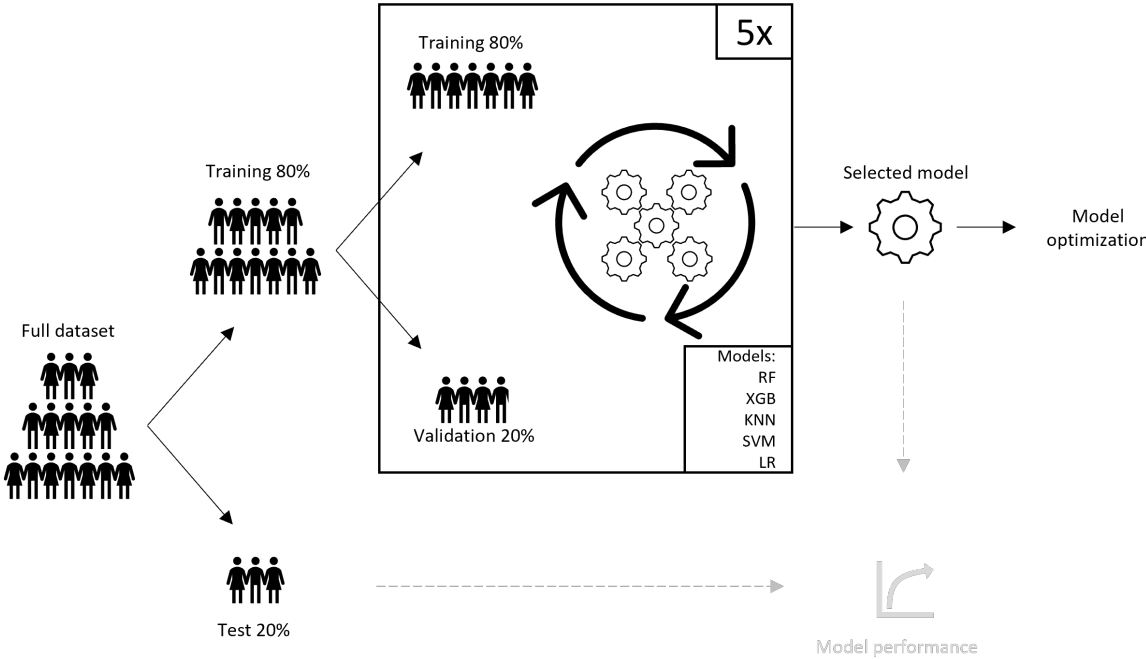 Full dataset
Training 80%
Test 20%
Training 80%
Validation 20%
5x
Models:
RF
XGB
KNN
SVM
LR
Selected model
Model
optimization
Model performance